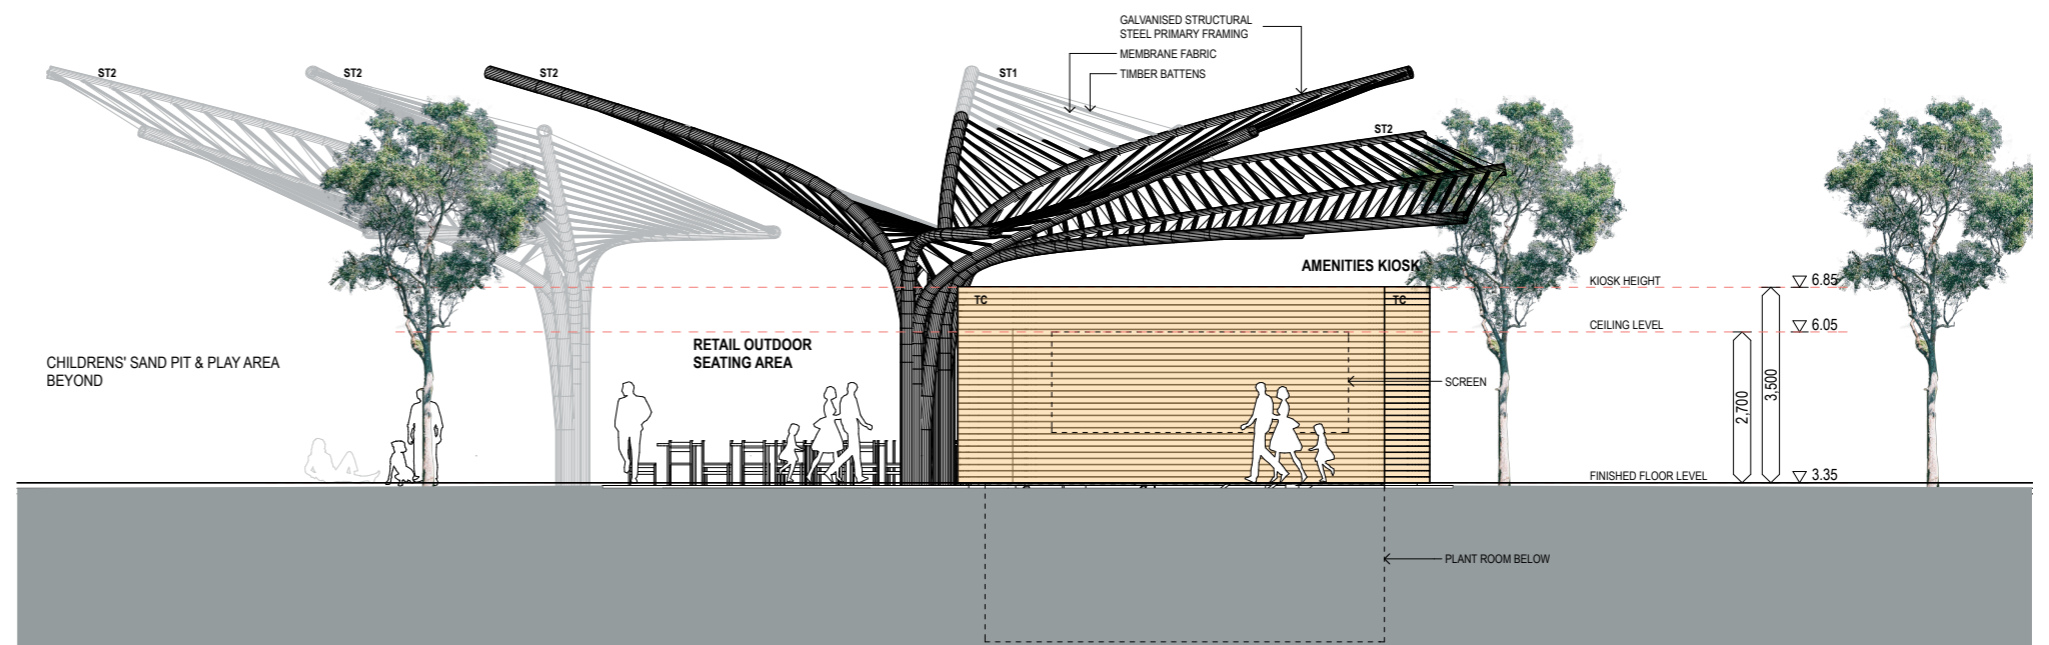 GALVANISED STRUCTURAL
STEEL PRIMARY FRAMING
MEMBRANE FABRIC
TIMBER BATTENS
ST2
ST2
ST2
ST1
ST2
AMENITIES KIOSK
KIOSK HEIGHT
6.85
TC
TC
CEILING LEVEL
6.05
RETAIL OUTDOOR
SEATING AREA
CHILDRENS' SAND PIT & PLAY AREA
BEYOND
SCREEN
2,700
3,500
FINISHED FLOOR LEVEL
3.35
PLANT ROOM BELOW